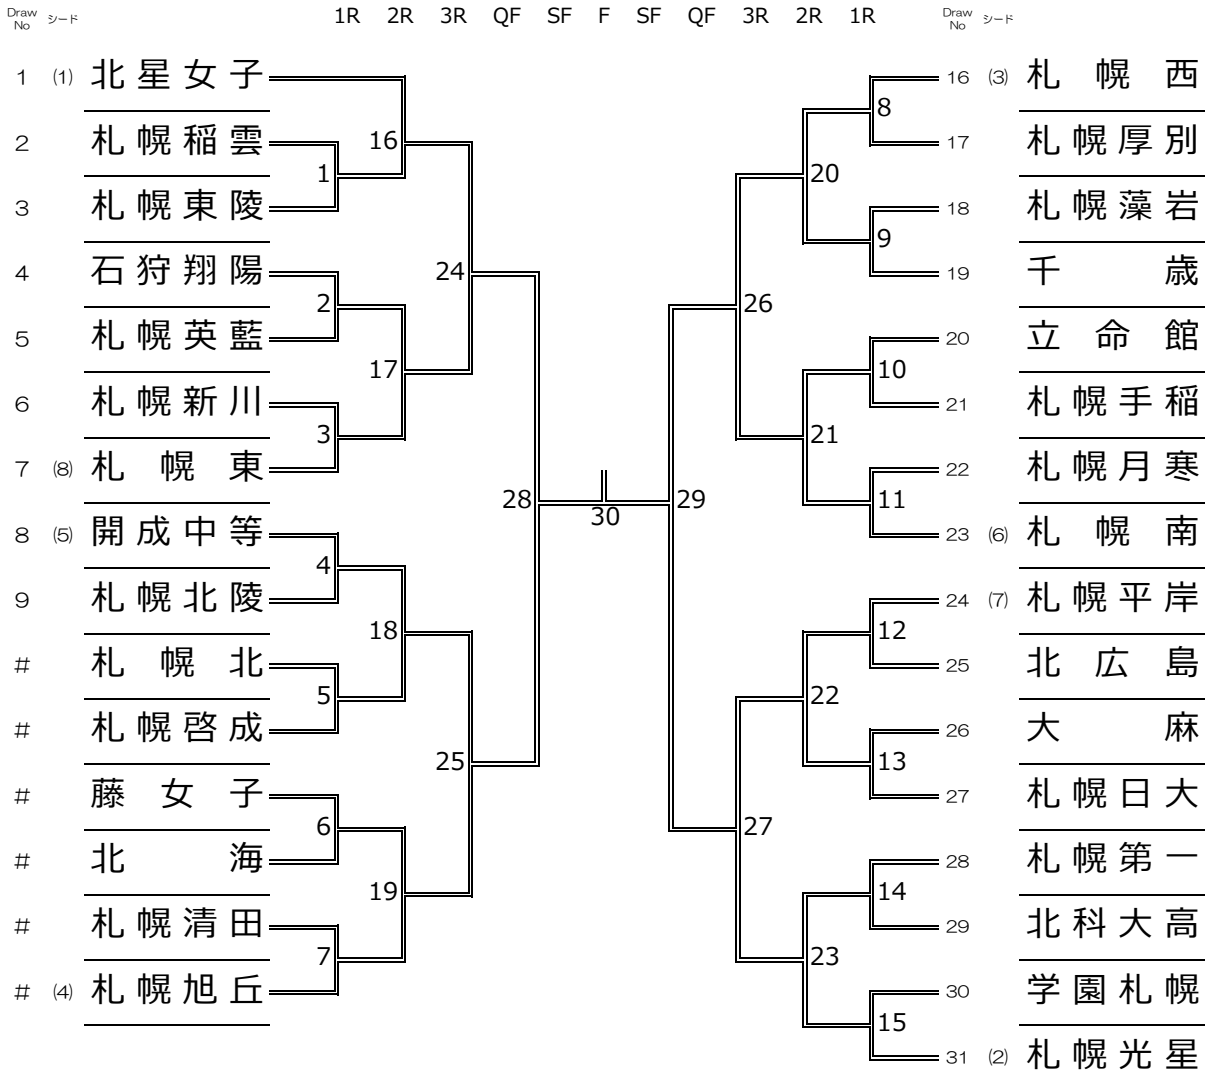 Draw No シード 1R 2R 3R QF SF F SF QF 3R 2R 1R Draw No シード
1 (1) 北星女子 16 (3) 札幌西
8
2 札幌稲雲 16 17 札幌厚別
1 20
3 札幌東陵 18 札幌藻岩
9
4 石狩翔陽 24 19 千歳
2 26
5 札幌英藍 20 立命館
17 10
6 札幌新川 21 札幌手稲
3 21
7 (8) 札幌東 22 札幌月寒
28 29 11
30
8 (5) 開成中等 23 (6) 札幌南
4
9 札幌北陵 24 (7) 札幌平岸
18 12
# 札幌北 25 北広島
5 22
# 札幌啓成 26 大麻
25 13
# 藤女子 27 札幌日大
6 27
# 北海 28 札幌第一
19 14
# 札幌清田 29 北科大高
7 23
# (4) 札幌旭丘 30 学園札幌
15
31 (2) 札幌光星